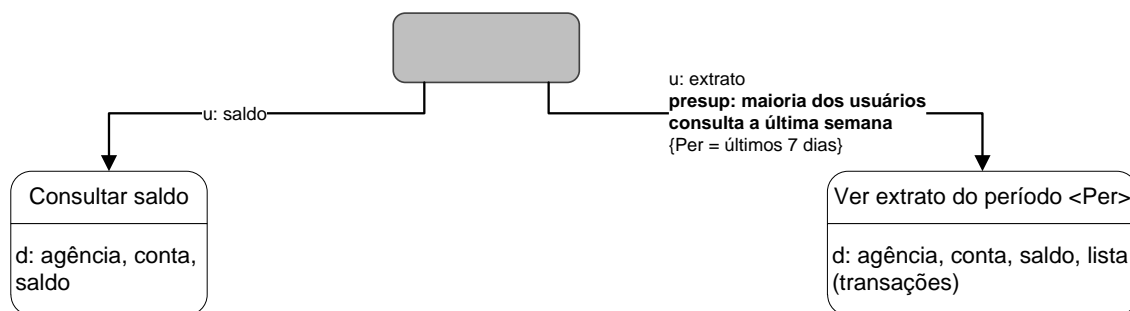 u: extrato
presup: maioria dos usuários
consulta a última semana
{Per = últimos 7 dias}
u: saldo
Consultar saldo
d: agência, conta,
saldo
Ver extrato do período <Per>
d: agência, conta, saldo, lista
(transações)